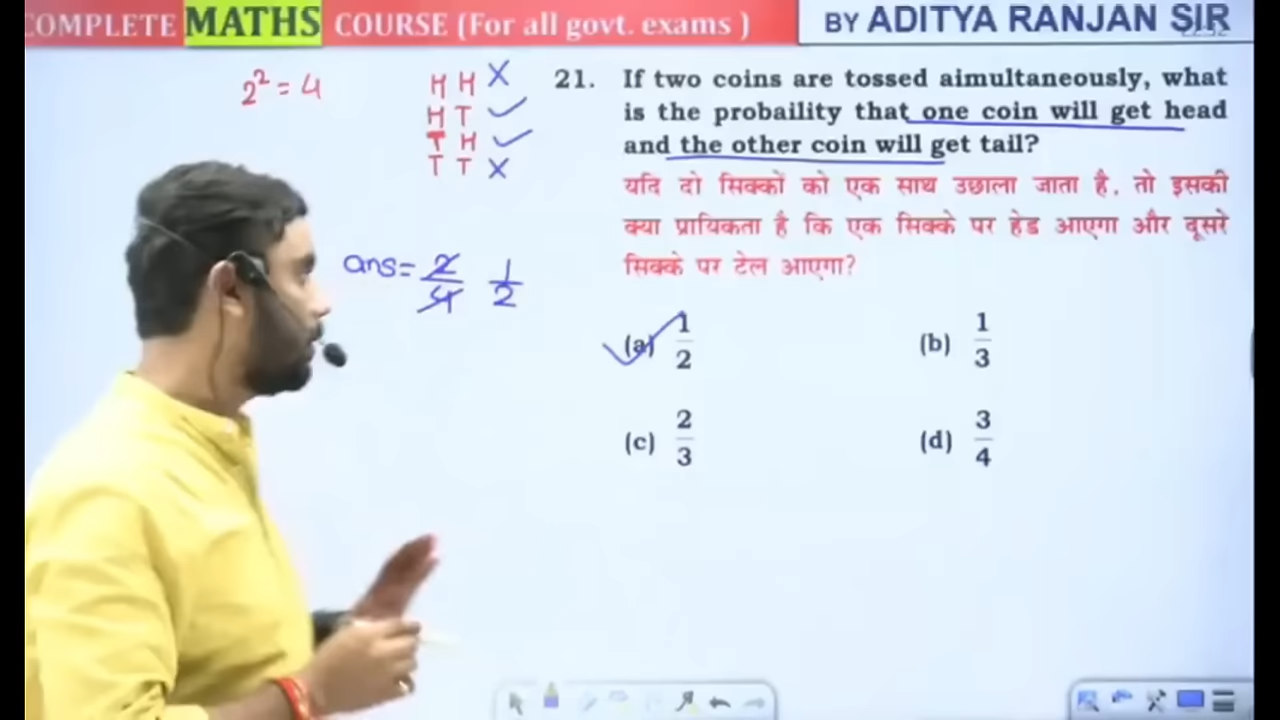 COMPLETE MATHS COURSE (For all govt. exams )
BY ADITYA RANJAN SIR
2² = 4
H H X
H T ✓
T H ✓
T T X
ans = 2/4 1/2
21. If two coins are tossed aimultaneously, what
is the probaility that one coin will get head
and the other coin will get tail?
यदि दो सिक्कों को एक साथ उछाला जाता है, तो इसकी
क्या प्रायिकता है कि एक सिक्के पर हेड आएगा और दूसरे
सिक्के पर टेल आएगा?
(a) 1/2 (b) 1/3
(c) 2/3 (d) 3/4